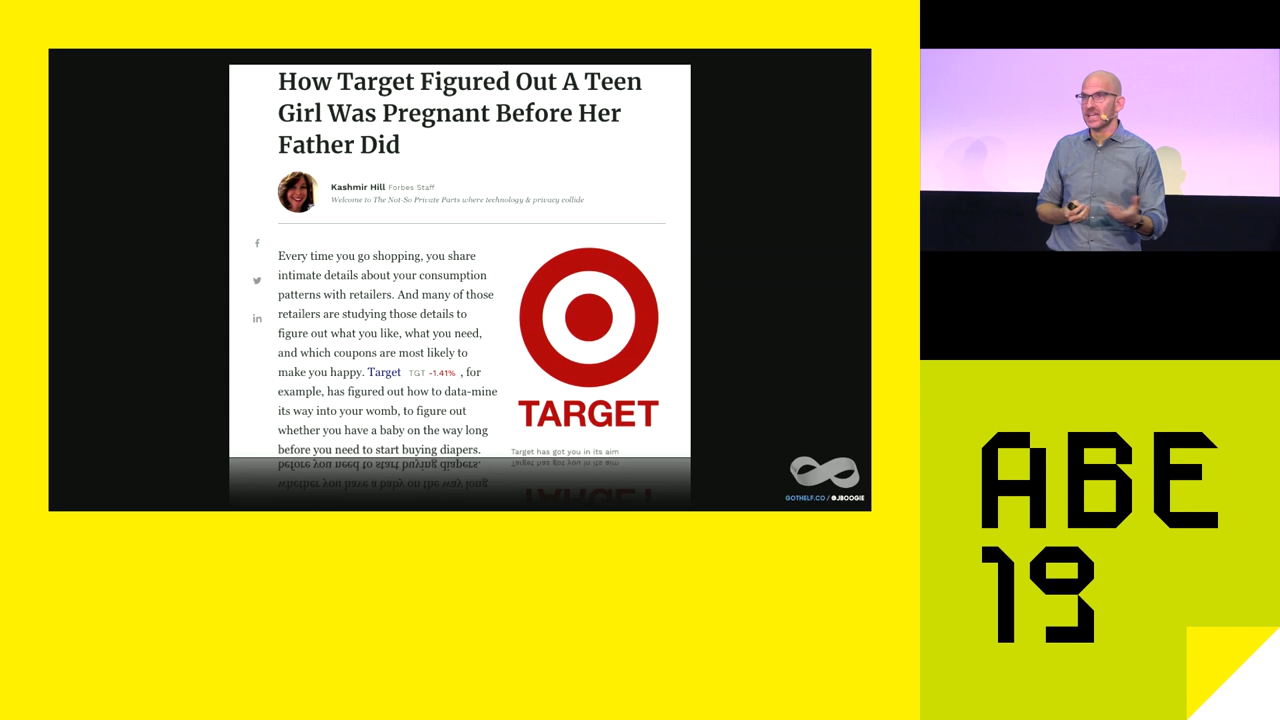 How Target Figured Out A Teen
Girl Was Pregnant Before Her
Father Did
Kashmir Hill Forbes Staff
Welcome to The Not-So Private Parts where technology & privacy collide
f
in
Every time you go shopping, you share
intimate details about your consumption
patterns with retailers. And many of those
retailers are studying those details to
figure out what you like, what you need,
and which coupons are most likely to
make you happy. Target TGT -1.41% , for
example, has figured out how to data-mine
its way into your womb, to figure out
whether you have a baby on the way long
before you need to start buying diapers.
TARGET
Target has got you in its aim
GOTHELF.CO / @JBOOGIE
ABE
19